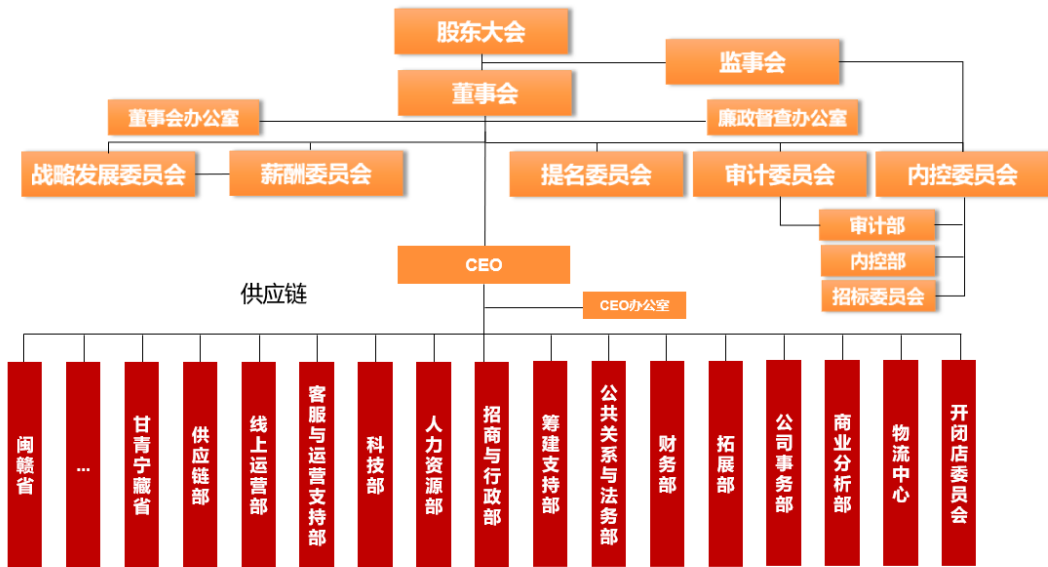 股东大会
监事会
董事会
董事会办公室
廉政督查办公室
战略发展委员会
薪酬委员会
提名委员会
审计委员会
内控委员会
审计部
内控部
招标委员会
CEO
供应链
CEO办公室
闽赣省
...
甘青宁藏省
供应链部
线上运营部
客服与运营支持部
科技部
人力资源部
招商与行政部
筹建支持部
公共关系与法务部
财务部
拓展部
公司事务部
商业分析部
物流中心
开闭店委员会